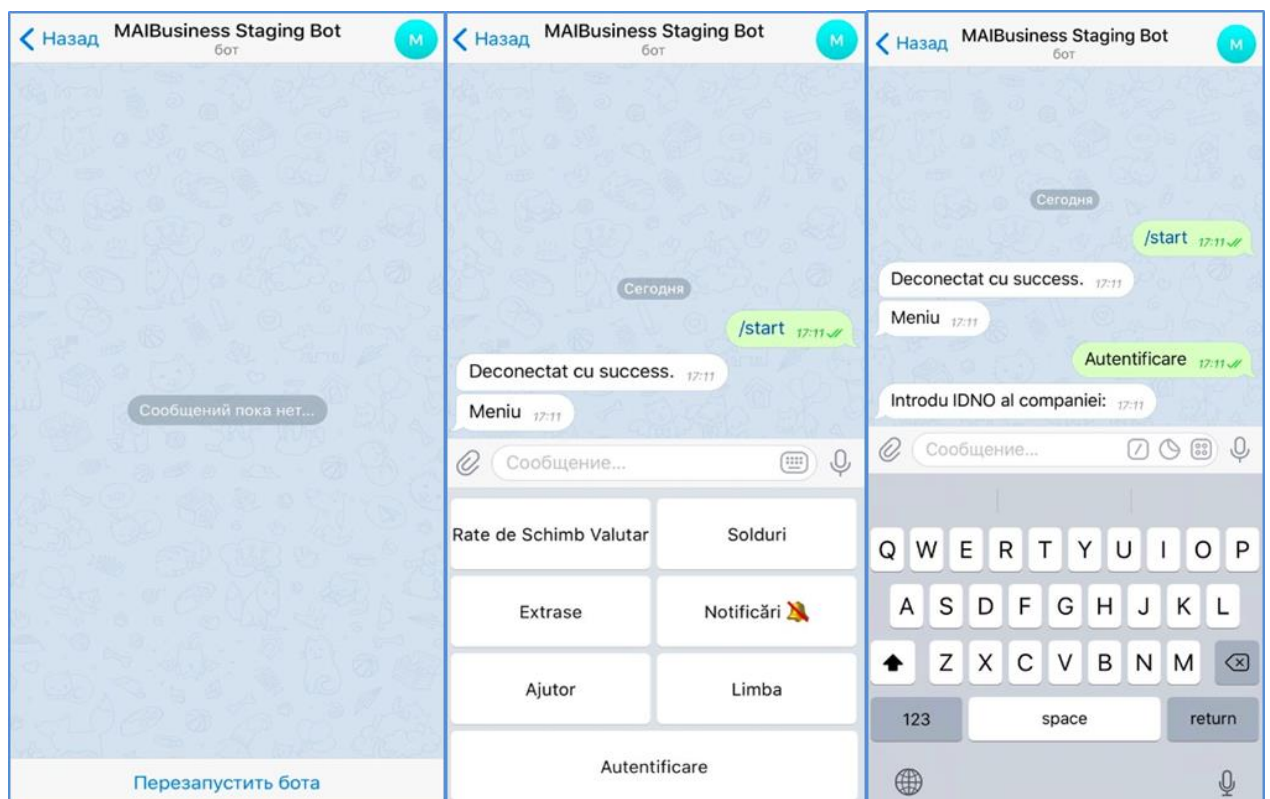 Назад
MAIBusiness Staging Bot
бот
M
Сообщений пока нет...
Перезапустить бота
Назад
MAIBusiness Staging Bot
бот
M
Сегодня
/start 17:11
Deconectat cu success. 17:11
Meniu 17:11
Сообщение...
Rate de Schimb Valutar
Solduri
Extrase
Notificări
Ajutor
Limba
Autentificare
Назад
MAIBusiness Staging Bot
бот
M
Сегодня
/start 17:11
Deconectat cu success. 17:11
Meniu 17:11
Autentificare 17:11
Introdu IDNO al companiei: 17:11
Сообщение...
Q W E R T Y U I O P
A S D F G H J K L
Z X C V B N M
123 space return